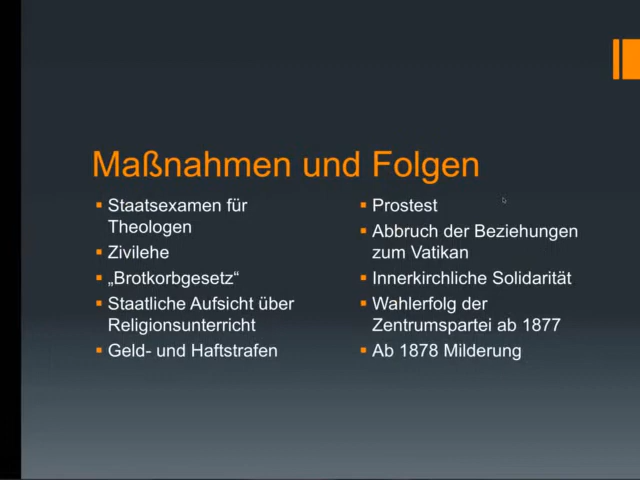 Maßnahmen und Folgen
▪ Staatsexamen für
Theologen
▪ Zivilehe
▪ „Brotkorbgesetz“
▪ Staatliche Aufsicht über
Religionsunterricht
▪ Geld- und Haftstrafen
▪ Prostest
▪ Abbruch der Beziehungen
zum Vatikan
▪ Innerkirchliche Solidarität
▪ Wahlerfolg der
Zentrumspartei ab 1877
▪ Ab 1878 Milderung